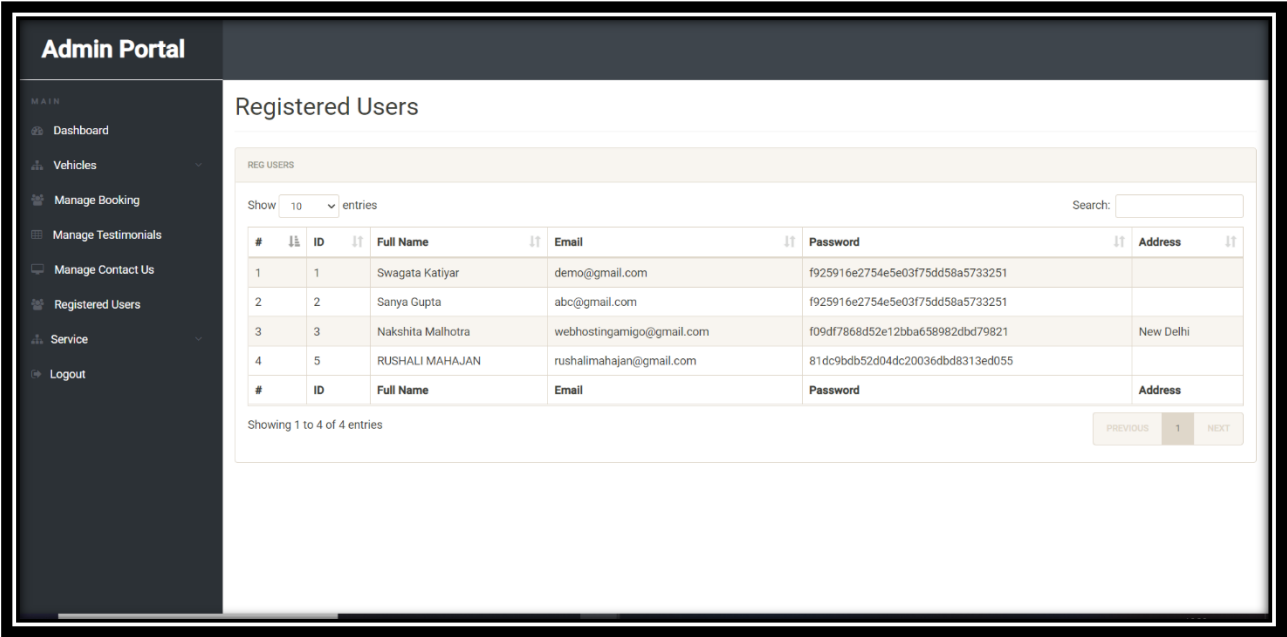 Admin Portal
MAIN
Dashboard
Vehicles
Manage Booking
Manage Testimonials
Manage Contact Us
Registered Users
Service
Logout
Registered Users
REG USERS
Show 10 entries Search:
# ID Full Name Email Password Address
1 1 Swagata Katiyar demo@gmail.com f925916e2754e5e03f75dd58a5733251
2 2 Sanya Gupta abc@gmail.com f925916e2754e5e03f75dd58a5733251
3 3 Nakshita Malhotra webhostingamigo@gmail.com f09df7868d52e12bba658982dbd79821 New Delhi
4 5 RUSHALI MAHAJAN rushalimahajan@gmail.com 81dc9bdb52d04dc20036dbd8313ed055
# ID Full Name Email Password Address
Showing 1 to 4 of 4 entries PREVIOUS 1 NEXT